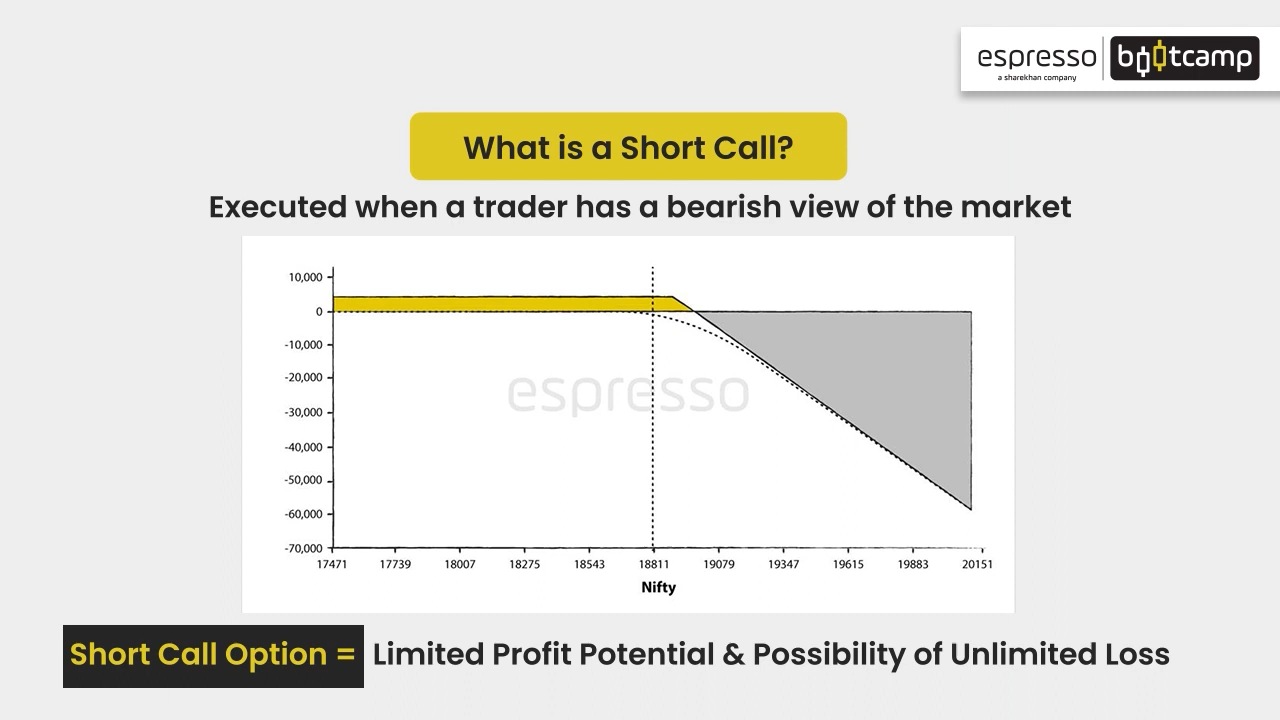 espresso
a sharekhan company
bootcamp
What is a Short Call?
Executed when a trader has a bearish view of the market
10,000
0
-10,000
-20,000
-30,000
-40,000
-50,000
-60,000
-70,000
espresso
17471 17739 18007 18275 18543 18811 19079 19347 19615 19883 20151
Nifty
Short Call Option = Limited Profit Potential & Possibility of Unlimited Loss